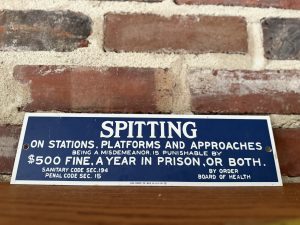 SPITTING
ON STATIONS, PLATFORMS AND APPROACHES
BEING A MISDEMEANOR, IS PUNISHABLE BY
$500 FINE, A YEAR IN PRISON, OR BOTH.
SANITARY CODE SEC. 194
PENAL CODE SEC. 15
BY ORDER
BOARD OF HEALTH